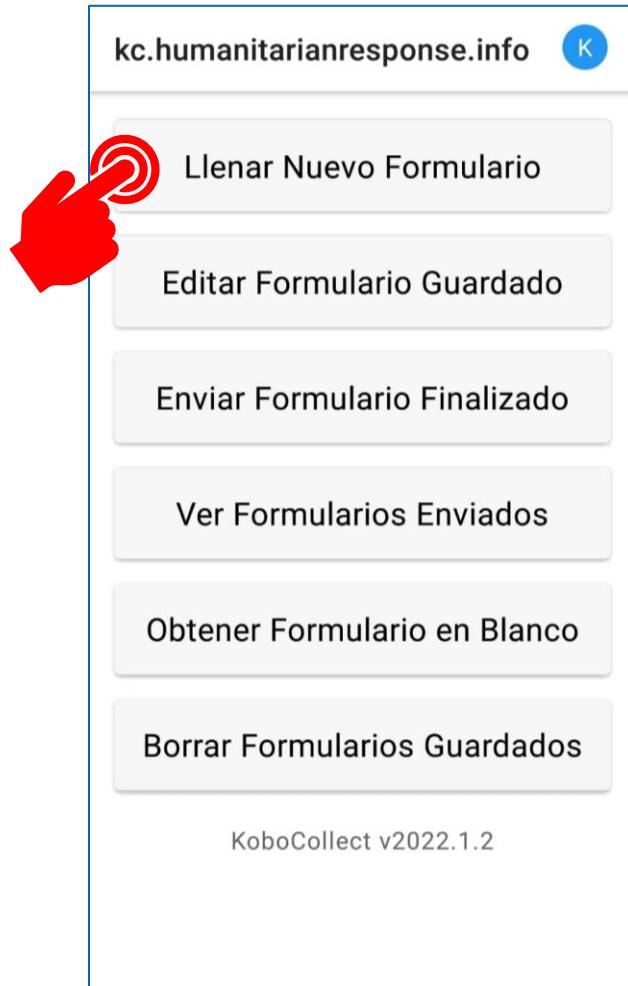 kc.humanitarianresponse.info K
Llenar Nuevo Formulario
Editar Formulario Guardado
Enviar Formulario Finalizado
Ver Formularios Enviados
Obtener Formulario en Blanco
Borrar Formularios Guardados
KoboCollect v2022.1.2